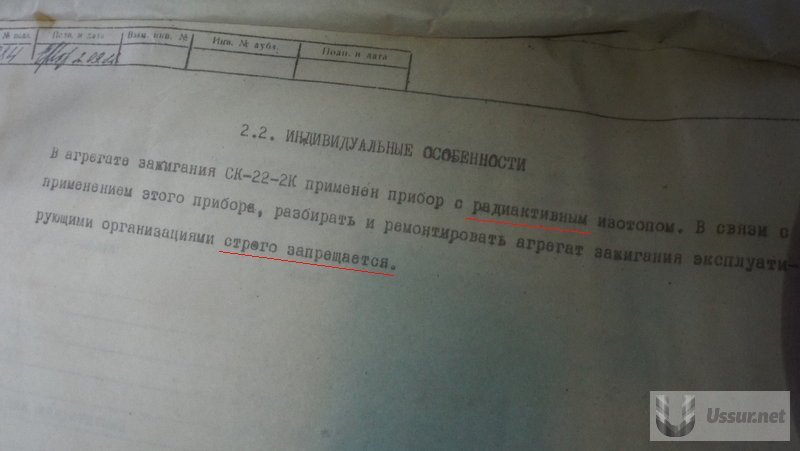 № подл. Подп. и дата Взам. инв. № Инв. № дубл. Подп. и дата
2.2. ИНДИВИДУАЛЬНЫЕ ОСОБЕННОСТИ
В агрегате зажигания СК-22-2К применен прибор с радиактивным изотопом. В связи с
применением этого прибора, разбирать и ремонтировать агрегат зажигания эксплуати-
рующими организациями строго запрещается.
Ussur.net